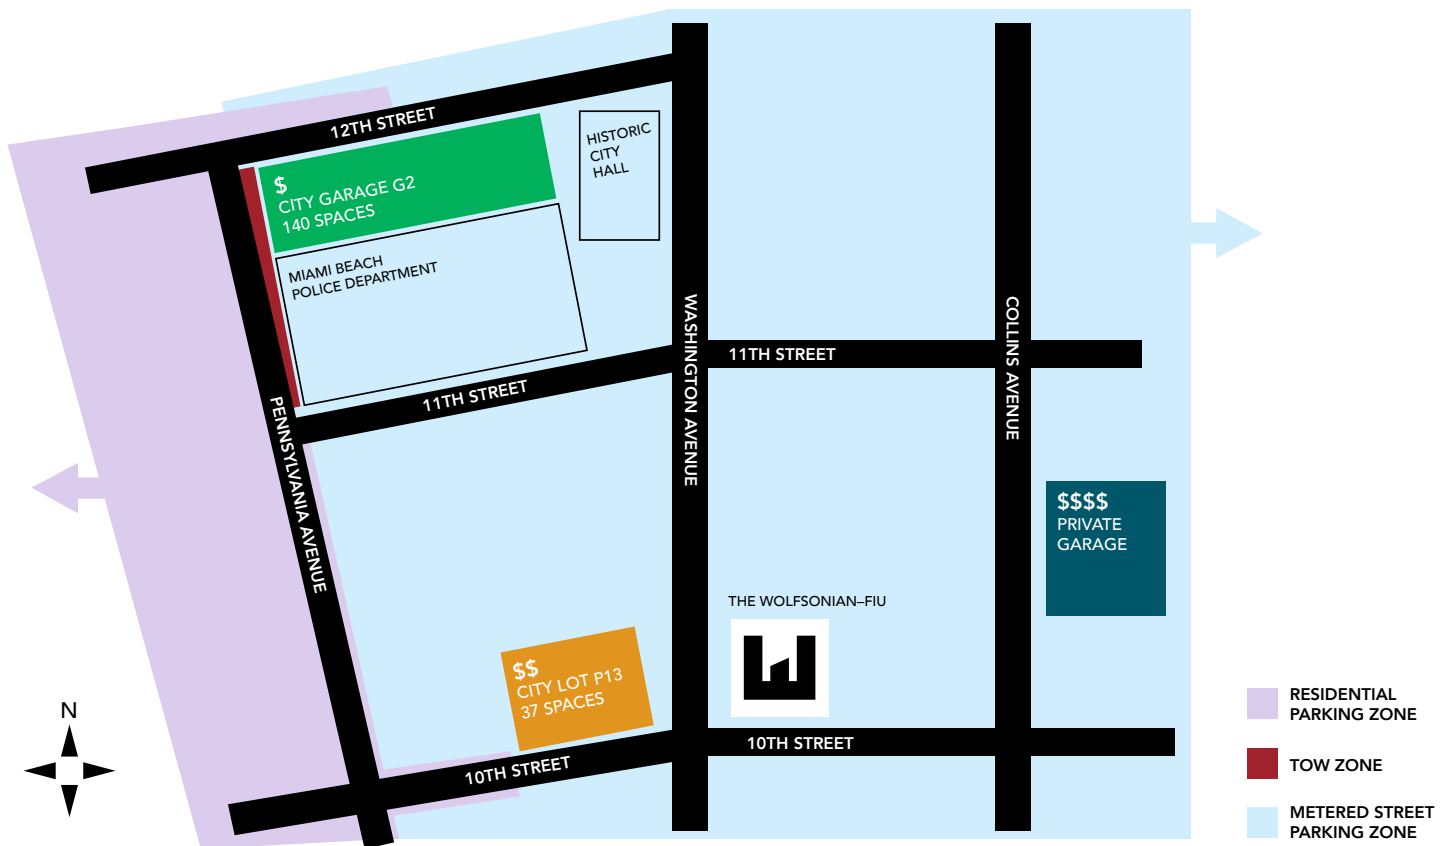 12TH STREET
$
CITY GARAGE G2
140 SPACES
HISTORIC
CITY
HALL
MIAMI BEACH
POLICE DEPARTMENT
WASHINGTON AVENUE
COLLINS AVENUE
11TH STREET
11TH STREET
PENNSYLVANIA AVENUE
$$$$
PRIVATE
GARAGE
THE WOLFSONIAN–FIU
$$
CITY LOT P13
37 SPACES
10TH STREET
10TH STREET
N
RESIDENTIAL
PARKING ZONE
TOW ZONE
METERED STREET
PARKING ZONE